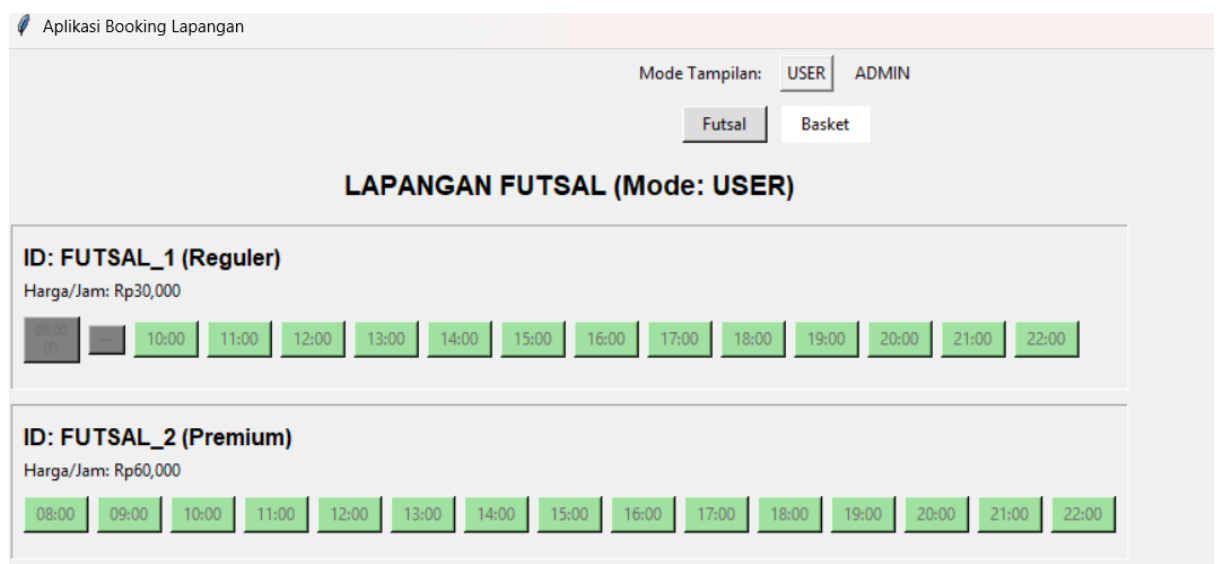 Aplikasi Booking Lapangan
Mode Tampilan: USER ADMIN
Futsal Basket
LAPANGAN FUTSAL (Mode: USER)
ID: FUTSAL_1 (Reguler)
Harga/Jam: Rp30,000
08:00
(f)
--- 10:00 11:00 12:00 13:00 14:00 15:00 16:00 17:00 18:00 19:00 20:00 21:00 22:00
ID: FUTSAL_2 (Premium)
Harga/Jam: Rp60,000
08:00 09:00 10:00 11:00 12:00 13:00 14:00 15:00 16:00 17:00 18:00 19:00 20:00 21:00 22:00